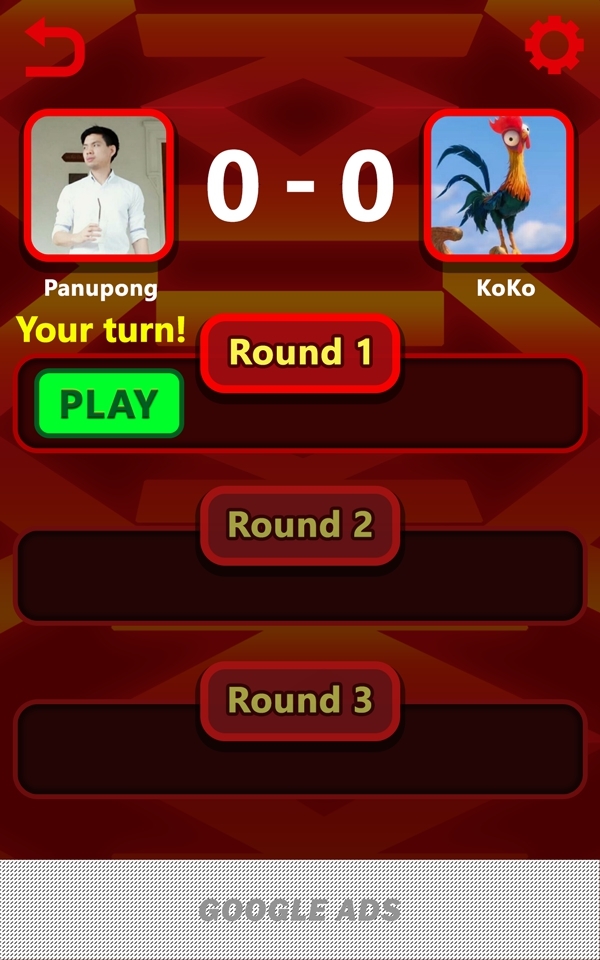 0 - 0
Panupong
KoKo
Your turn!
Round 1
PLAY
Round 2
Round 3
GOOGLE ADS